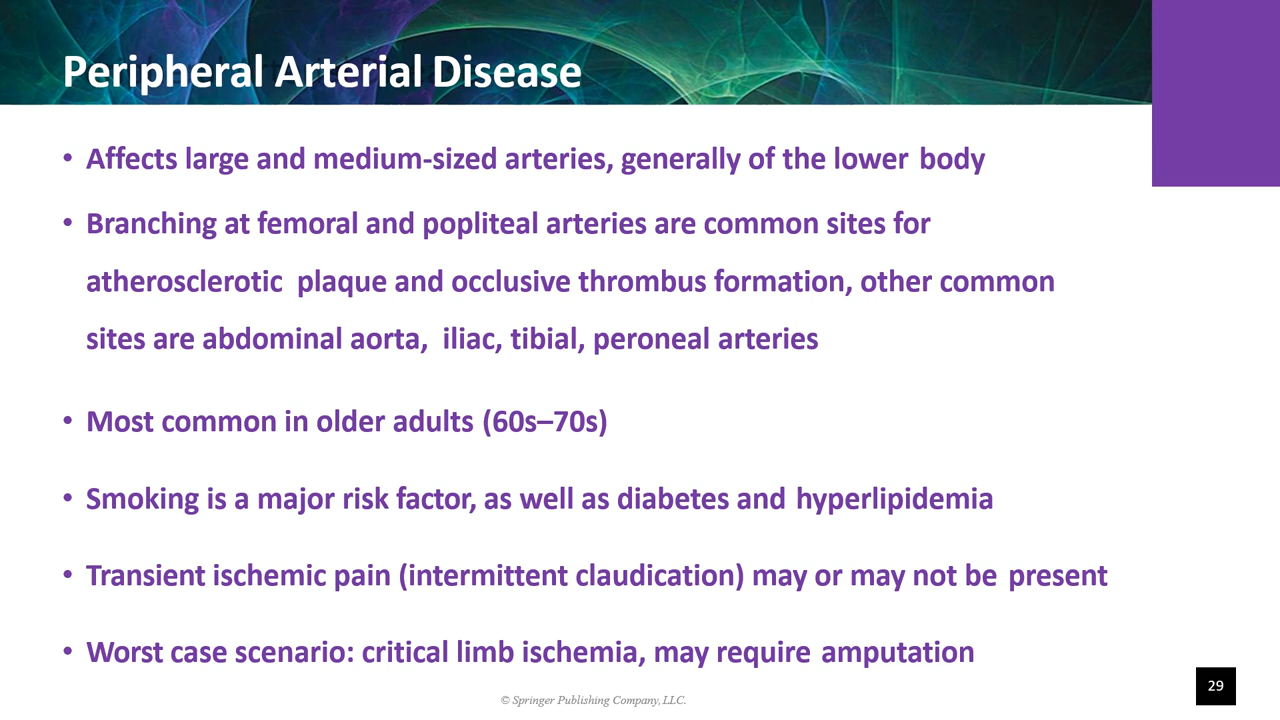 Peripheral Arterial Disease
• Affects large and medium-sized arteries, generally of the lower body
• Branching at femoral and popliteal arteries are common sites for
atherosclerotic plaque and occlusive thrombus formation, other common
sites are abdominal aorta, iliac, tibial, peroneal arteries
• Most common in older adults (60s–70s)
• Smoking is a major risk factor, as well as diabetes and hyperlipidemia
• Transient ischemic pain (intermittent claudication) may or may not be present
• Worst case scenario: critical limb ischemia, may require amputation
© Springer Publishing Company, LLC.
29